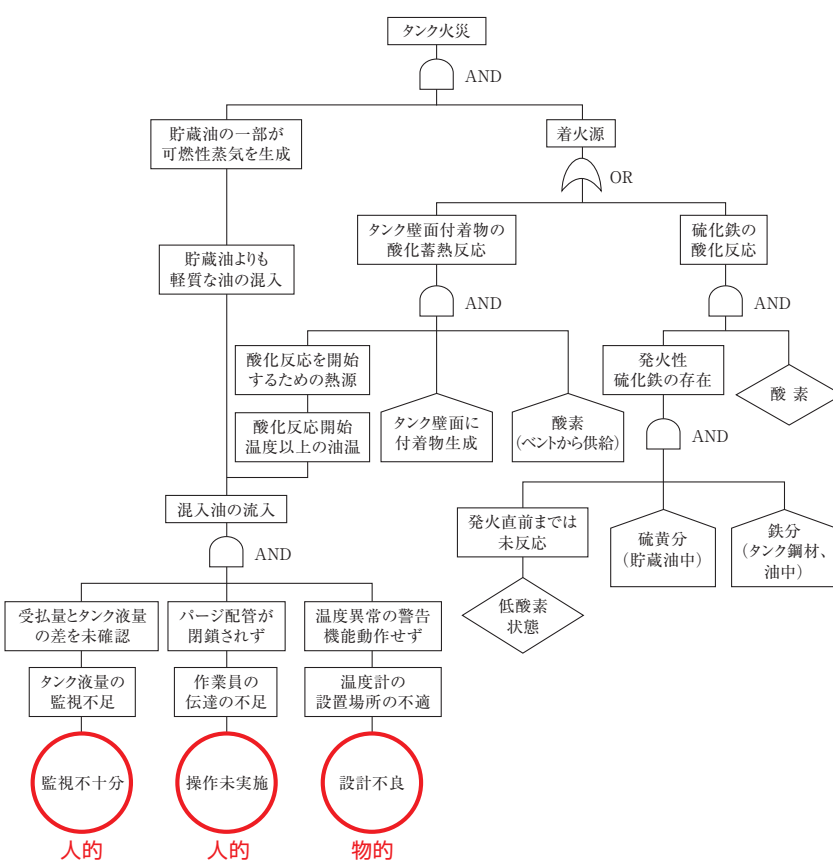 タンク火災
AND
貯蔵油の一部が
可燃性蒸気を生成
着火源
OR
タンク壁面付着物の
酸化蓄熱反応
硫化鉄の
酸化反応
貯蔵油よりも
軽質な油の混入
AND
AND
酸化反応を開始
するための熱源
発火性
硫化鉄の存在
酸 素
酸化反応開始
温度以上の油温
タンク壁面に
付着物生成
酸素
（ベントから供給）
AND
混入油の流入
発火直前までは
未反応
硫黄分
（貯蔵油中）
鉄分
（タンク鋼材、
油中）
AND
低酸素
状態
受払量とタンク液量
の差を未確認
パージ配管が
閉鎖されず
温度異常の警告
機能動作せず
タンク液量の
監視不足
作業員の
伝達の不足
温度計の
設置場所の不適
監視不十分
操作未実施
設計不良
人的
人的
物的